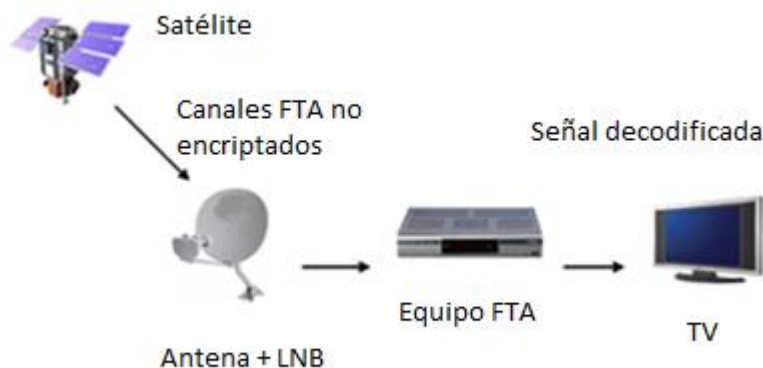 Satélite
Canales FTA no
encriptados
Señal decodificada
Equipo FTA
TV
Antena + LNB